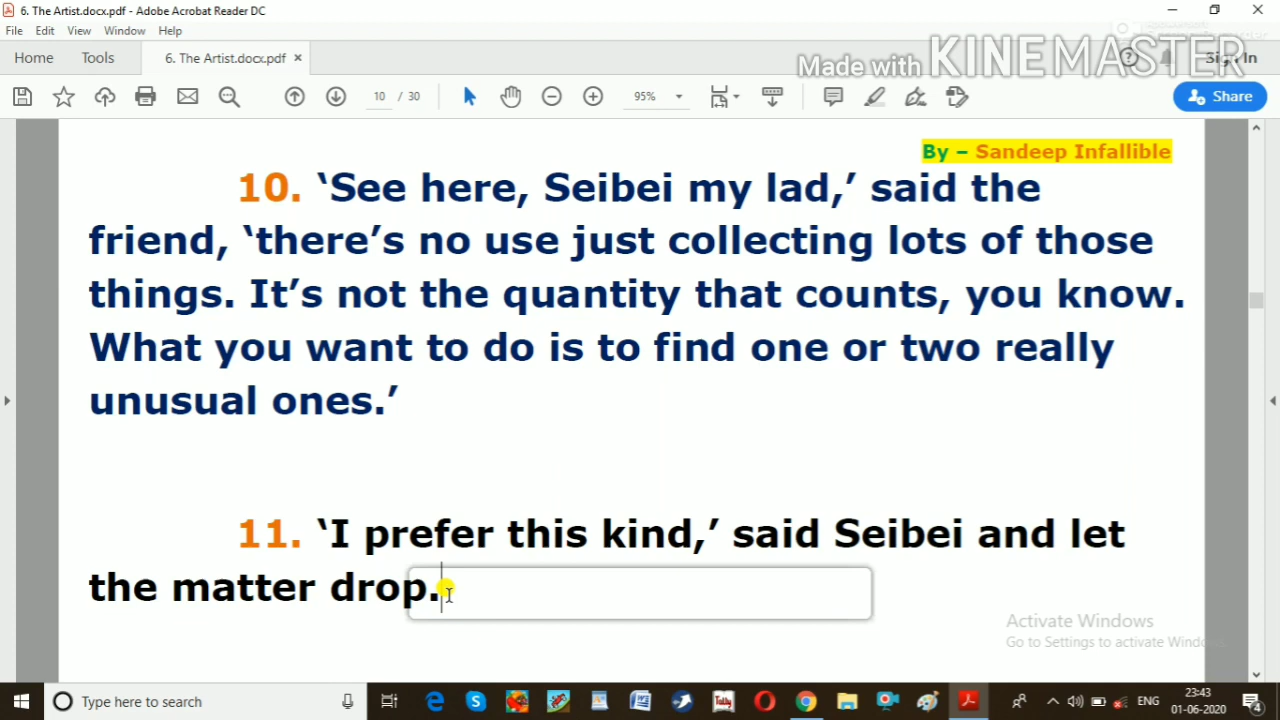 6. The Artist.docx.pdf - Adobe Acrobat Reader DC
File Edit View Window Help
Home Tools 6. The Artist.docx.pdf × Sign In
Made with KINEMASTER
10 / 30 95% Share
By – Sandeep Infallible
10. ‘See here, Seibei my lad,’ said the
friend, ‘there’s no use just collecting lots of those
things. It’s not the quantity that counts, you know.
What you want to do is to find one or two really
unusual ones.’
11. ‘I prefer this kind,’ said Seibei and let
the matter drop.
Activate Windows
Go to Settings to activate Windows.
Type here to search
ENG
23:43
01-06-2020
4